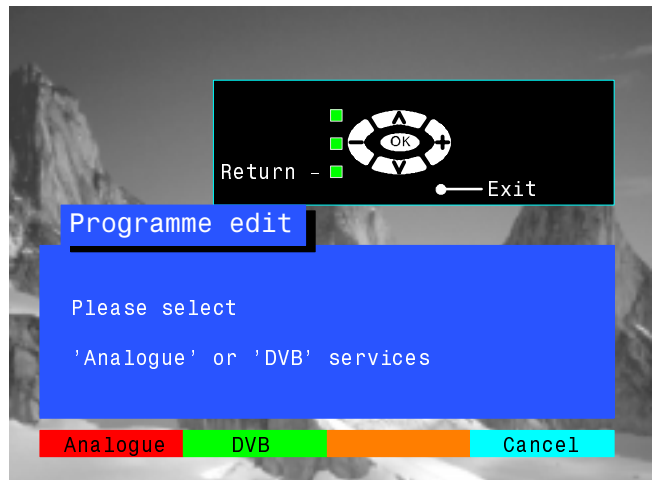 OK
Return –
Exit
Programme edit
Please select
'Analogue' or 'DVB' services
Analogue DVB Cancel